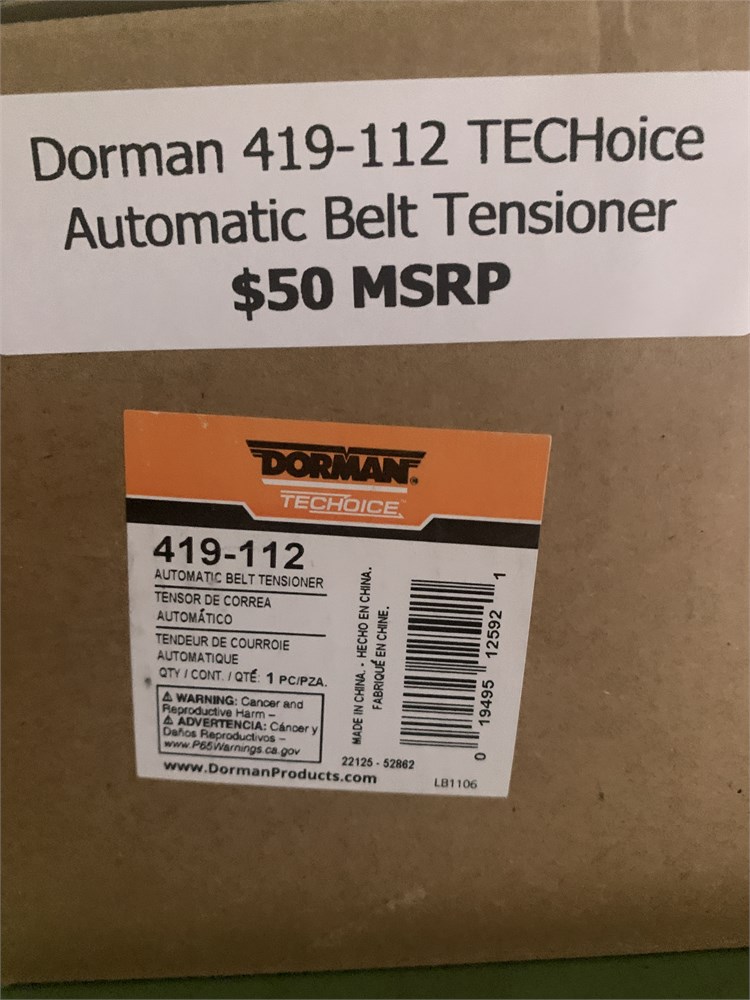 Dorman 419-112 TECHoice
Automatic Belt Tensioner
$50 MSRP
DORMAN®
TECHOICE
419-112
AUTOMATIC BELT TENSIONER
TENSOR DE CORREA
AUTOMÁTICO
TENDEUR DE COURROIE
AUTOMATIQUE
QTY / CONT. / QTÉ: 1 PC/PZA.
⚠ WARNING: Cancer and
Reproductive Harm –
⚠ ADVERTENCIA: Cáncer y
Daños Reproductivos –
www.P65Warnings.ca.gov
www.DormanProducts.com
MADE IN CHINA. - HECHO EN CHINA.
FABRIQUÉ EN CHINE.
22125 - 52862
0 19495 12592 1
LB1106